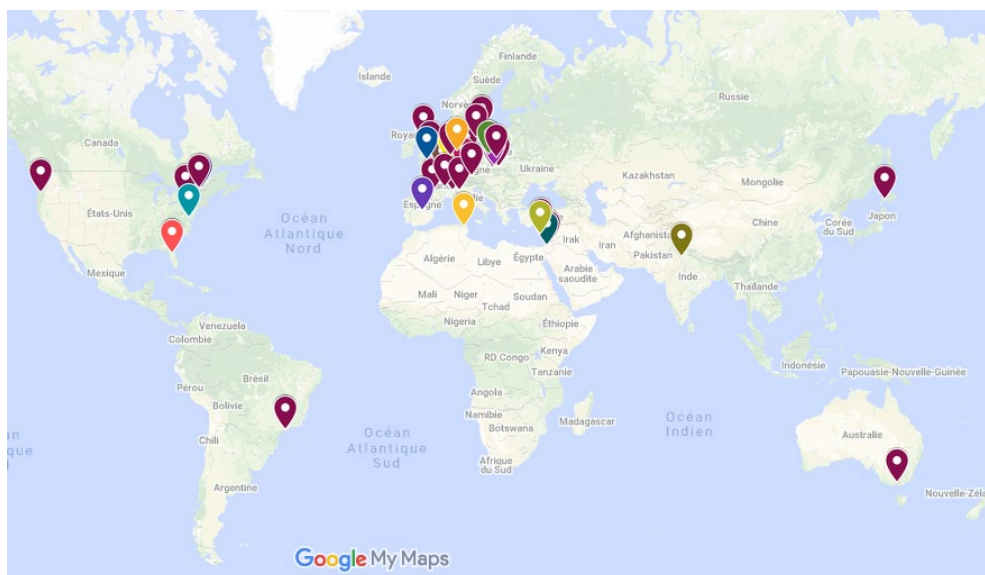 Finlande
Islande
Suède
Norvè
Russie
Canada
Royau
Ukraine
Kazakhstan
Mongolie
Espagne
États-Unis
Océan
Atlantique
Nord
Corée
du Sud
Japon
Chine
Afghanistan
Irak
Iran
Pakistan
Algérie
Libye
Égypte
Mexique
Arabie
saoudite
Inde
Mali
Niger
Tchad
Soudan
Thaïlande
Nigeria
Éthiopie
Venezuela
Colombie
RD Congo
Kenya
Tanzanie
Indonésie
Papouasie-Nouvelle-Guinée
Pérou
Brésil
Angola
Bolivie
Namibie
Botswana
Madagascar
Océan
Indien
Chili
Océan
Atlantique
Sud
Afrique
du Sud
Australie
Argentine
Nouvelle-Zéla
Google My Maps